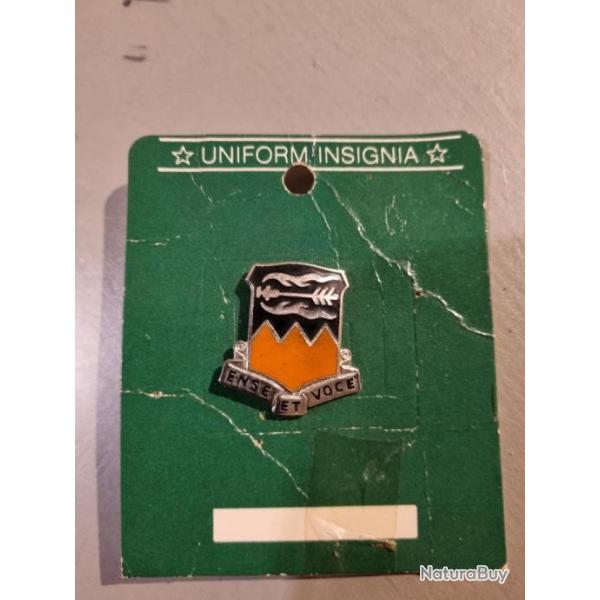 ☆ UNIFORM INSIGNIA ☆
ENSE ET VOCE
NaturaBuy